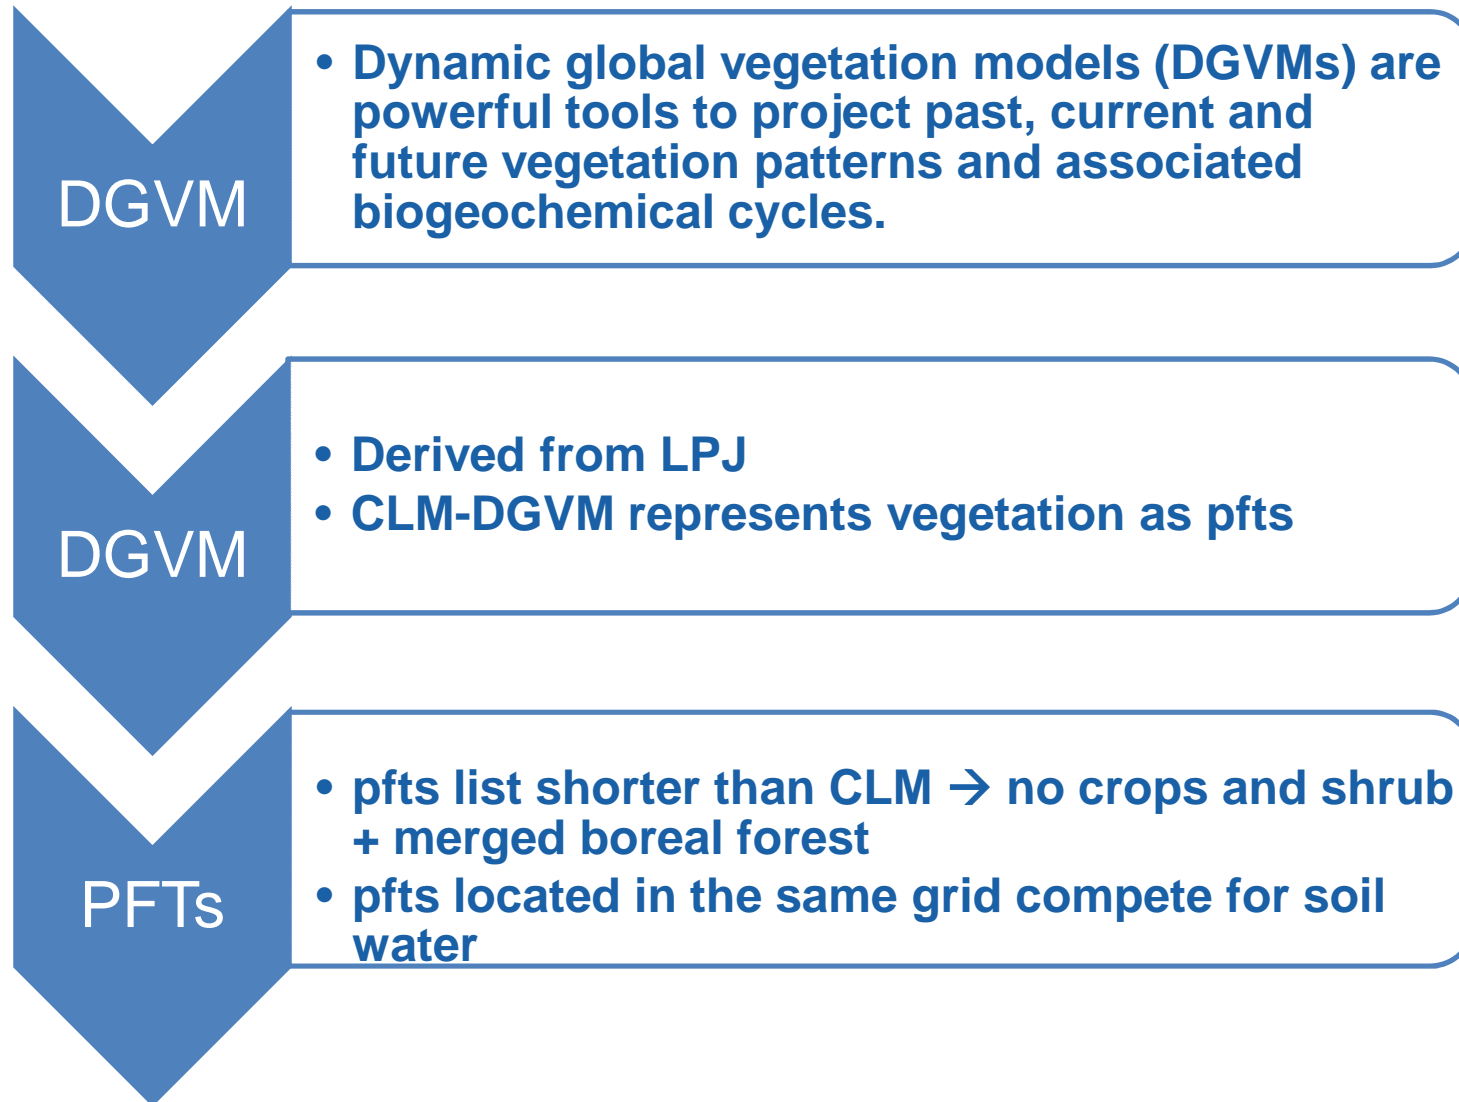 DGVM
• Dynamic global vegetation models (DGVMs) are
powerful tools to project past, current and
future vegetation patterns and associated
biogeochemical cycles.
DGVM
• Derived from LPJ
• CLM-DGVM represents vegetation as pfts
PFTs
• pfts list shorter than CLM → no crops and shrub
+ merged boreal forest
• pfts located in the same grid compete for soil
water